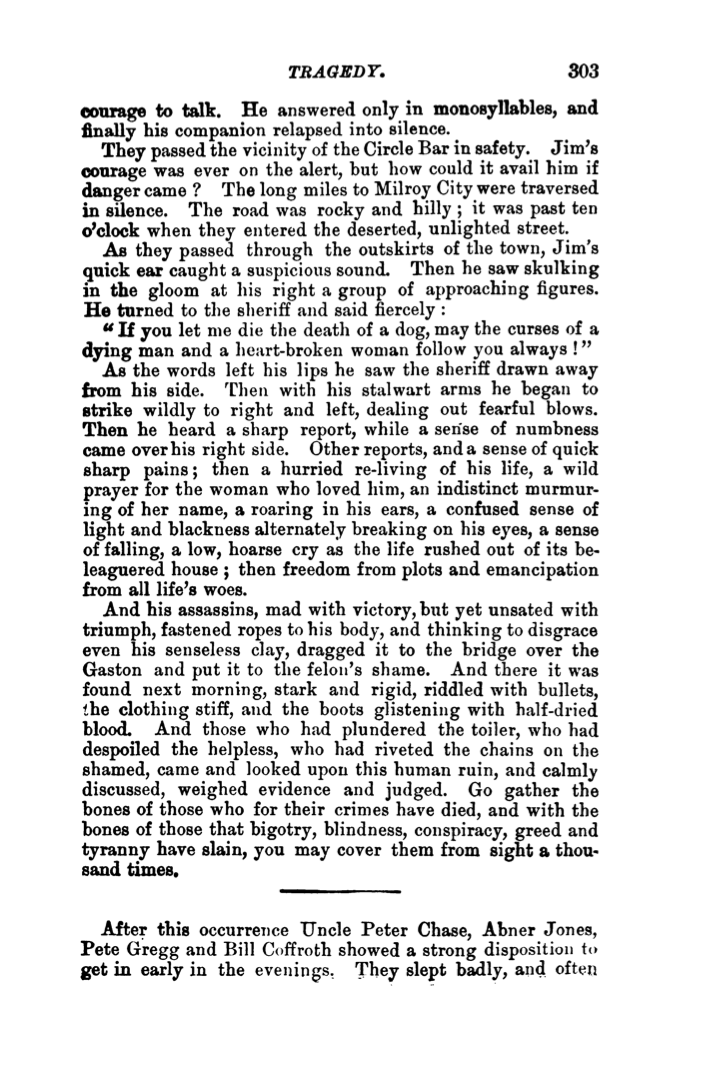 TRAGEDY. 303
courage to talk. He answered only in monosyllables, and
finally his companion relapsed into silence.
They passed the vicinity of the Circle Bar in safety. Jim's
courage was ever on the alert, but how could it avail him if
danger came ? The long miles to Milroy City were traversed
in silence. The road was rocky and hilly ; it was past ten
o'clock when they entered the deserted, unlighted street.
As they passed through the outskirts of the town, Jim's
quick ear caught a suspicious sound. Then he saw skulking
in the gloom at his right a group of approaching figures.
He turned to the sheriff and said fiercely :
“ If you let me die the death of a dog, may the curses of a
dying man and a heart-broken woman follow you always ! ”
As the words left his lips he saw the sheriff drawn away
from his side. Then with his stalwart arms he began to
strike wildly to right and left, dealing out fearful blows.
Then he heard a sharp report, while a sense of numbness
came over his right side. Other reports, and a sense of quick
sharp pains ; then a hurried re-living of his life, a wild
prayer for the woman who loved him, an indistinct murmur-
ing of her name, a roaring in his ears, a confused sense of
light and blackness alternately breaking on his eyes, a sense
of falling, a low, hoarse cry as the life rushed out of its be-
leaguered house ; then freedom from plots and emancipation
from all life's woes.
And his assassins, mad with victory, but yet unsated with
triumph, fastened ropes to his body, and thinking to disgrace
even his senseless clay, dragged it to the bridge over the
Gaston and put it to the felon's shame. And there it was
found next morning, stark and rigid, riddled with bullets,
the clothing stiff, and the boots glistening with half-dried
blood. And those who had plundered the toiler, who had
despoiled the helpless, who had riveted the chains on the
shamed, came and looked upon this human ruin, and calmly
discussed, weighed evidence and judged. Go gather the
bones of those who for their crimes have died, and with the
bones of those that bigotry, blindness, conspiracy, greed and
tyranny have slain, you may cover them from sight a thou-
sand times.
After this occurrence Uncle Peter Chase, Abner Jones,
Pete Gregg and Bill Coffroth showed a strong disposition to
get in early in the evenings. They slept badly, and often